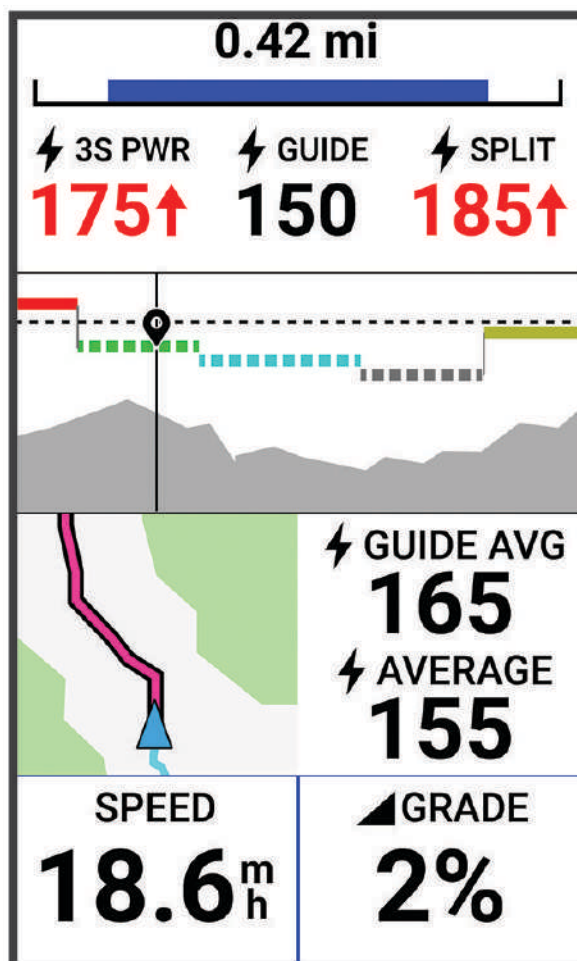 0.42 mi
3S PWR GUIDE SPLIT
175 150 185
GUIDE AVG
165
AVERAGE
155
SPEED GRADE
18.6 mh 2%